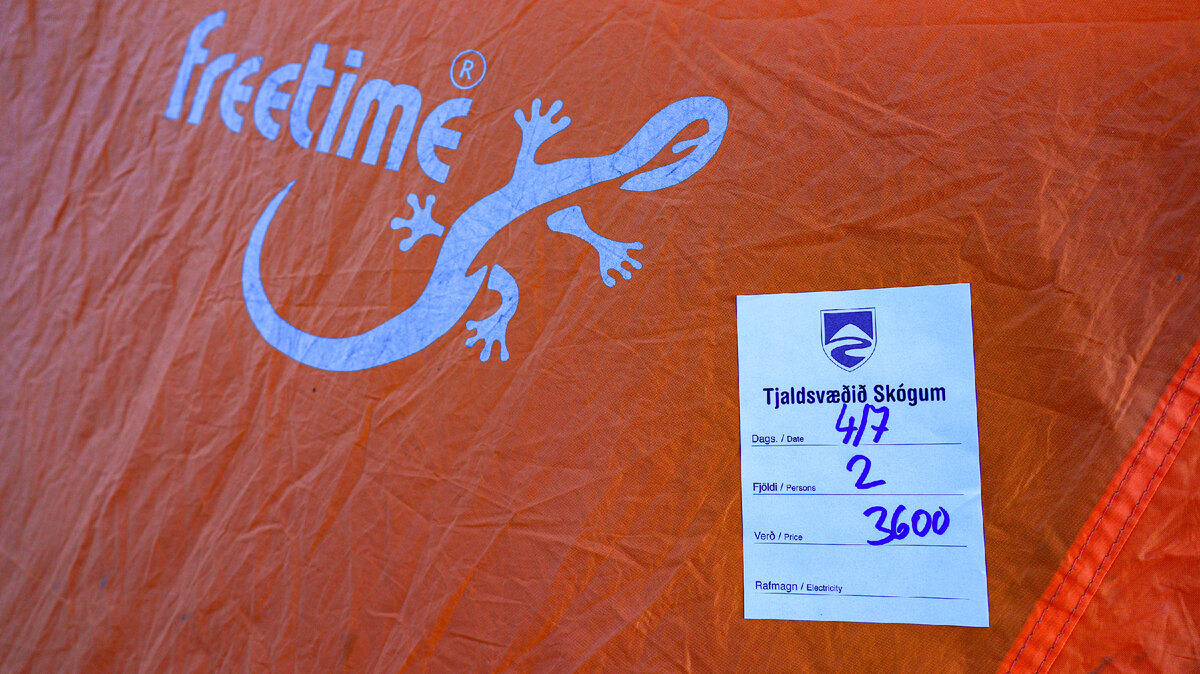 freetime®
Tjaldsvæðið Skógum
Dags. / Date 4/7
Fjöldi / Persons 2
Verð / Price 3600
Rafmagn / Electricity